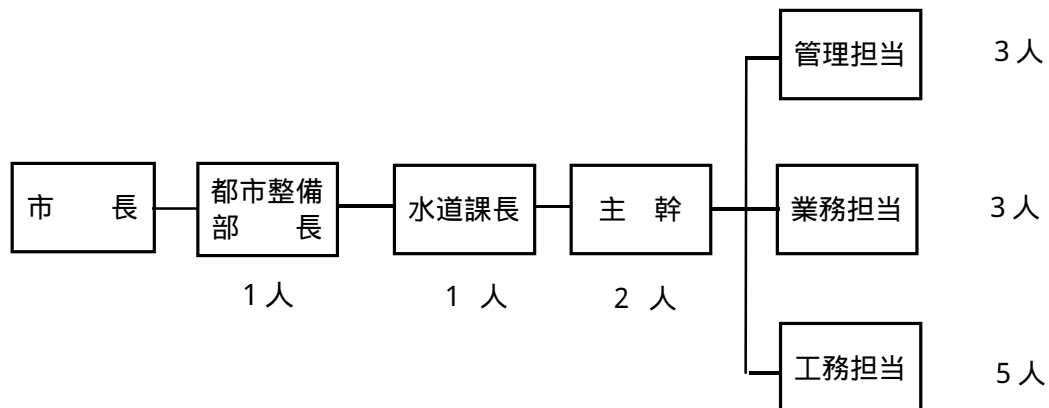 管理担当
3人
市　　長
都市整備
部　　長
水道課長
主　幹
業務担当
3人
1人
1 人
2 人
工務担当
5人